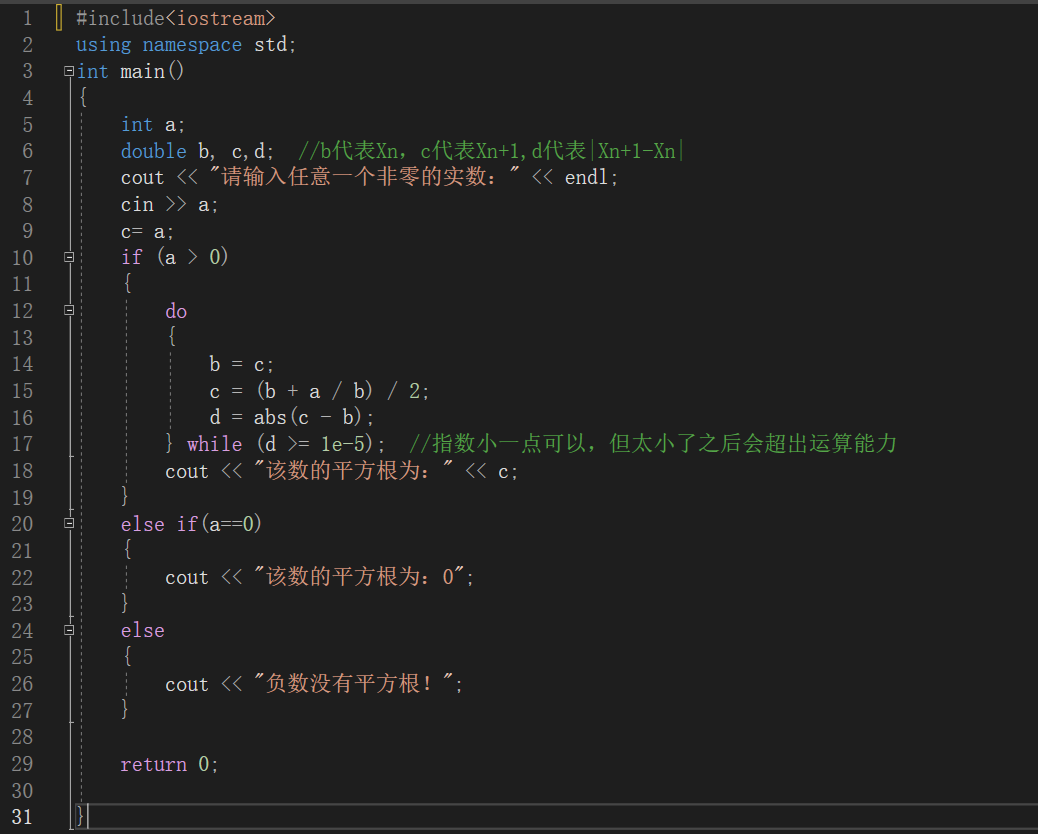 1 #include<iostream>
2 using namespace std;
3 int main()
4 {
5 int a;
6 double b, c,d; //b代表Xn，c代表Xn+1,d代表|Xn+1-Xn|
7 cout << "请输入任意一个非零的实数：" << endl;
8 cin >> a;
9 c= a;
10 if (a > 0)
11 {
12 do
13 {
14 b = c;
15 c = (b + a / b) / 2;
16 d = abs(c - b);
17 } while (d >= 1e-5); //指数小一点可以，但太小了之后会超出运算能力
18 cout << "该数的平方根为：" << c;
19 }
20 else if(a==0)
21 {
22 cout << "该数的平方根为：0";
23 }
24 else
25 {
26 cout << "负数没有平方根！";
27 }
28
29 return 0;
30
31 }